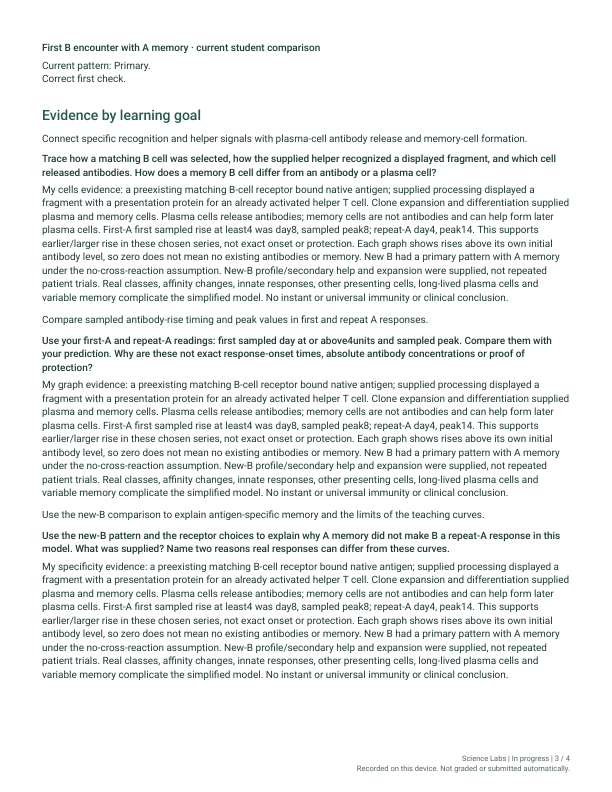 First B encounter with A memory · current student comparison
Current pattern: Primary.
Correct first check.
Evidence by learning goal
Connect specific recognition and helper signals with plasma-cell antibody release and memory-cell formation.
Trace how a matching B cell was selected, how the supplied helper recognized a displayed fragment, and which cell
released antibodies. How does a memory B cell differ from an antibody or a plasma cell?
My cells evidence: a preexisting matching B-cell receptor bound native antigen; supplied processing displayed a
fragment with a presentation protein for an already activated helper T cell. Clone expansion and differentiation supplied
plasma and memory cells. Plasma cells release antibodies; memory cells are not antibodies and can help form later
plasma cells. First-A first sampled rise at least4 was day8, sampled peak8; repeat-A day4, peak14. This supports
earlier/larger rise in these chosen series, not exact onset or protection. Each graph shows rises above its own initial
antibody level, so zero does not mean no existing antibodies or memory. New B had a primary pattern with A memory
under the no-cross-reaction assumption. New-B profile/secondary help and expansion were supplied, not repeated
patient trials. Real classes, affinity changes, innate responses, other presenting cells, long-lived plasma cells and
variable memory complicate the simplified model. No instant or universal immunity or clinical conclusion.
Compare sampled antibody-rise timing and peak values in first and repeat A responses.
Use your first-A and repeat-A readings: first sampled day at or above4units and sampled peak. Compare them with
your prediction. Why are these not exact response-onset times, absolute antibody concentrations or proof of
protection?
My graph evidence: a preexisting matching B-cell receptor bound native antigen; supplied processing displayed a
fragment with a presentation protein for an already activated helper T cell. Clone expansion and differentiation supplied
plasma and memory cells. Plasma cells release antibodies; memory cells are not antibodies and can help form later
plasma cells. First-A first sampled rise at least4 was day8, sampled peak8; repeat-A day4, peak14. This supports
earlier/larger rise in these chosen series, not exact onset or protection. Each graph shows rises above its own initial
antibody level, so zero does not mean no existing antibodies or memory. New B had a primary pattern with A memory
under the no-cross-reaction assumption. New-B profile/secondary help and expansion were supplied, not repeated
patient trials. Real classes, affinity changes, innate responses, other presenting cells, long-lived plasma cells and
variable memory complicate the simplified model. No instant or universal immunity or clinical conclusion.
Use the new-B comparison to explain antigen-specific memory and the limits of the teaching curves.
Use the new-B pattern and the receptor choices to explain why A memory did not make B a repeat-A response in this
model. What was supplied? Name two reasons real responses can differ from these curves.
My specificity evidence: a preexisting matching B-cell receptor bound native antigen; supplied processing displayed a
fragment with a presentation protein for an already activated helper T cell. Clone expansion and differentiation supplied
plasma and memory cells. Plasma cells release antibodies; memory cells are not antibodies and can help form later
plasma cells. First-A first sampled rise at least4 was day8, sampled peak8; repeat-A day4, peak14. This supports
earlier/larger rise in these chosen series, not exact onset or protection. Each graph shows rises above its own initial
antibody level, so zero does not mean no existing antibodies or memory. New B had a primary pattern with A memory
under the no-cross-reaction assumption. New-B profile/secondary help and expansion were supplied, not repeated
patient trials. Real classes, affinity changes, innate responses, other presenting cells, long-lived plasma cells and
variable memory complicate the simplified model. No instant or universal immunity or clinical conclusion.
Science Labs | In progress | 3 / 4
Recorded on this device. Not graded or submitted automatically.